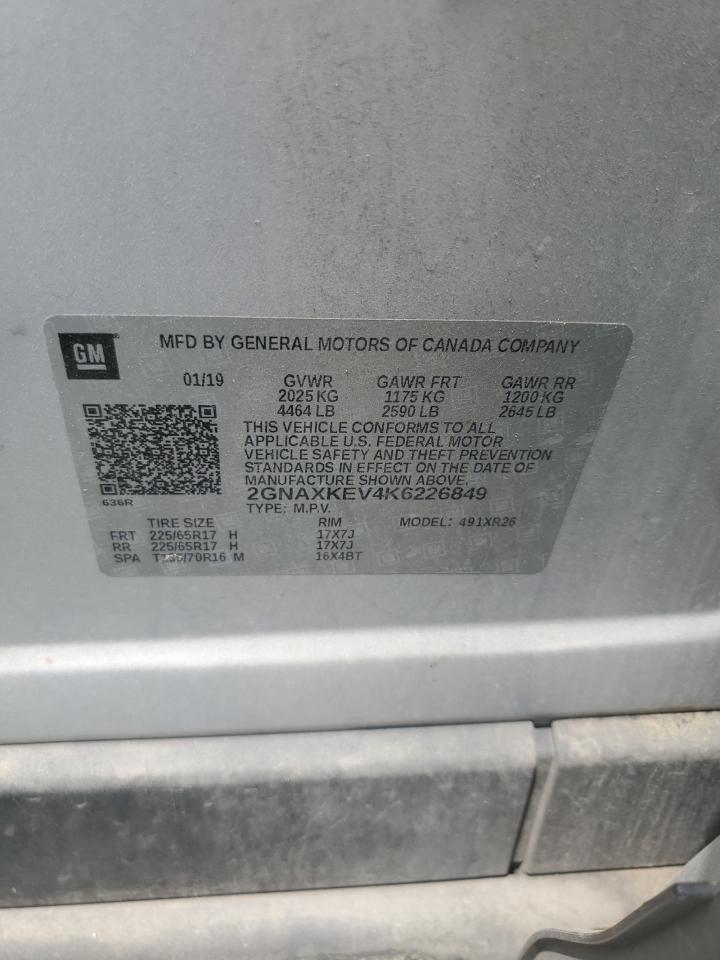 GM
MFD BY GENERAL MOTORS OF CANADA COMPANY
01/19 GVWR GAWR FRT GAWR RR
2025 KG 1175 KG 1200 KG
4464 LB 2590 LB 2645 LB
THIS VEHICLE CONFORMS TO ALL
APPLICABLE U.S. FEDERAL MOTOR
VEHICLE SAFETY AND THEFT PREVENTION
STANDARDS IN EFFECT ON THE DATE OF
MANUFACTURE SHOWN ABOVE.
2GNAXKEV4K6226849
636R
TYPE: M.P.V.
TIRE SIZE RIM MODEL: 491XR26
FRT 225/65R17 H 17X7J
RR 225/65R17 H 17X7J
SPA T135/70R16 M 16X4BT